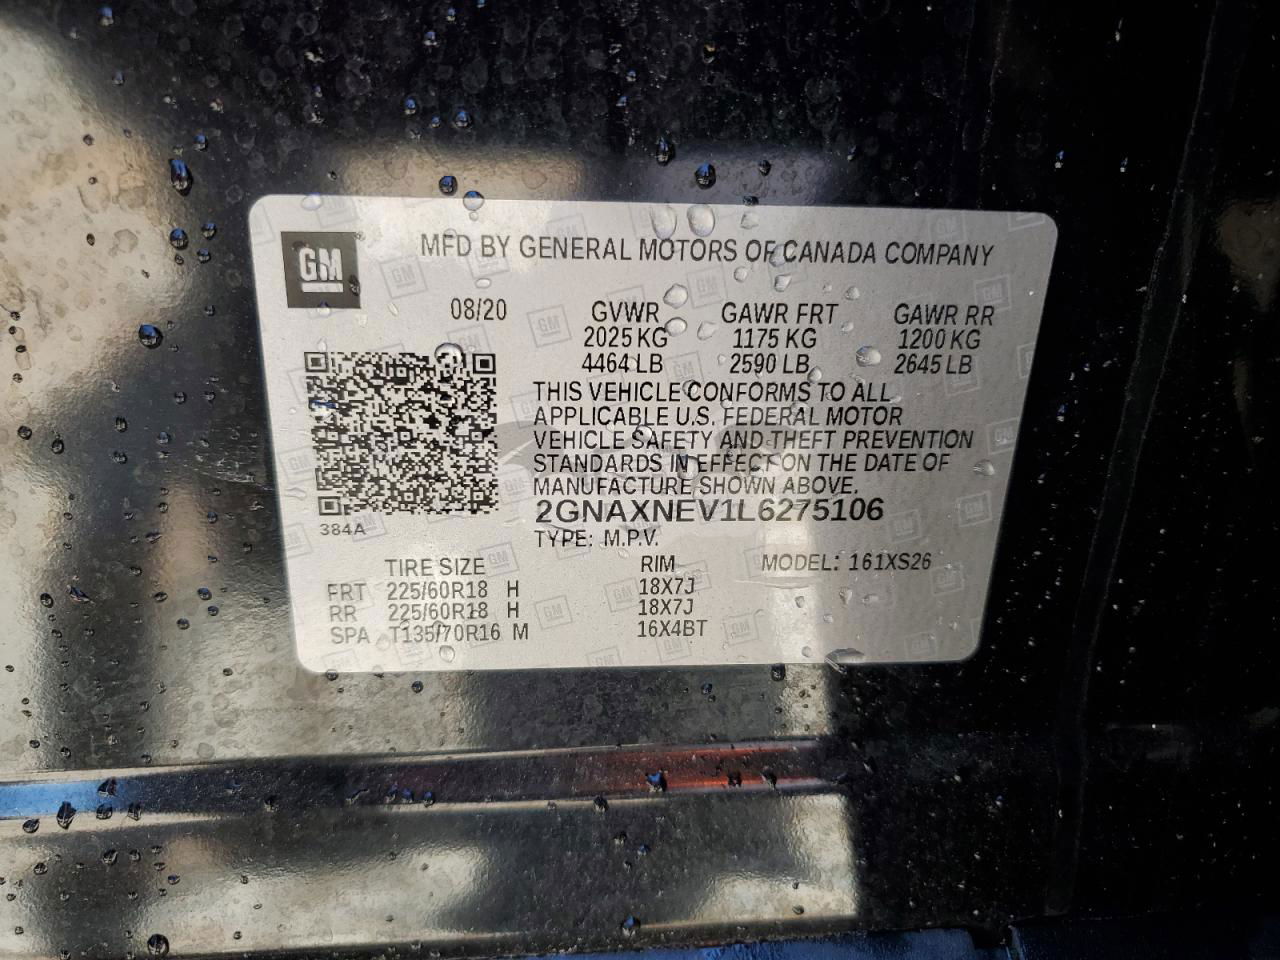 GM
MFD BY GENERAL MOTORS OF CANADA COMPANY
08/20 GVWR GAWR FRT GAWR RR
2025 KG 1175 KG 1200 KG
4464 LB 2590 LB 2645 LB
THIS VEHICLE CONFORMS TO ALL
APPLICABLE U.S. FEDERAL MOTOR
VEHICLE SAFETY AND THEFT PREVENTION
STANDARDS IN EFFECT ON THE DATE OF
MANUFACTURE SHOWN ABOVE.
2GNAXNEV1L6275106
384A
TYPE: M.P.V.
TIRE SIZE RIM MODEL: 161XS26
FRT 225/60R18 H 18X7J
RR 225/60R18 H 18X7J
SPA T135/70R16 M 16X4BT